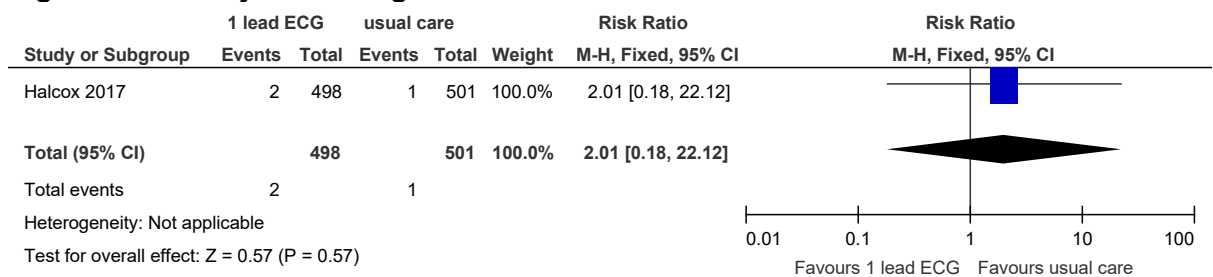 1 lead ECG usual care Risk Ratio Risk Ratio
Study or Subgroup Events Total Events Total Weight M-H, Fixed, 95% CI M-H, Fixed, 95% CI
Halcox 2017 2 498 1 501 100.0% 2.01 [0.18, 22.12]
Total (95% CI) 498 501 100.0% 2.01 [0.18, 22.12]
Total events 2 1
Heterogeneity: Not applicable
Test for overall effect: Z = 0.57 (P = 0.57)
0.01 0.1 1 10 100
Favours 1 lead ECG Favours usual care